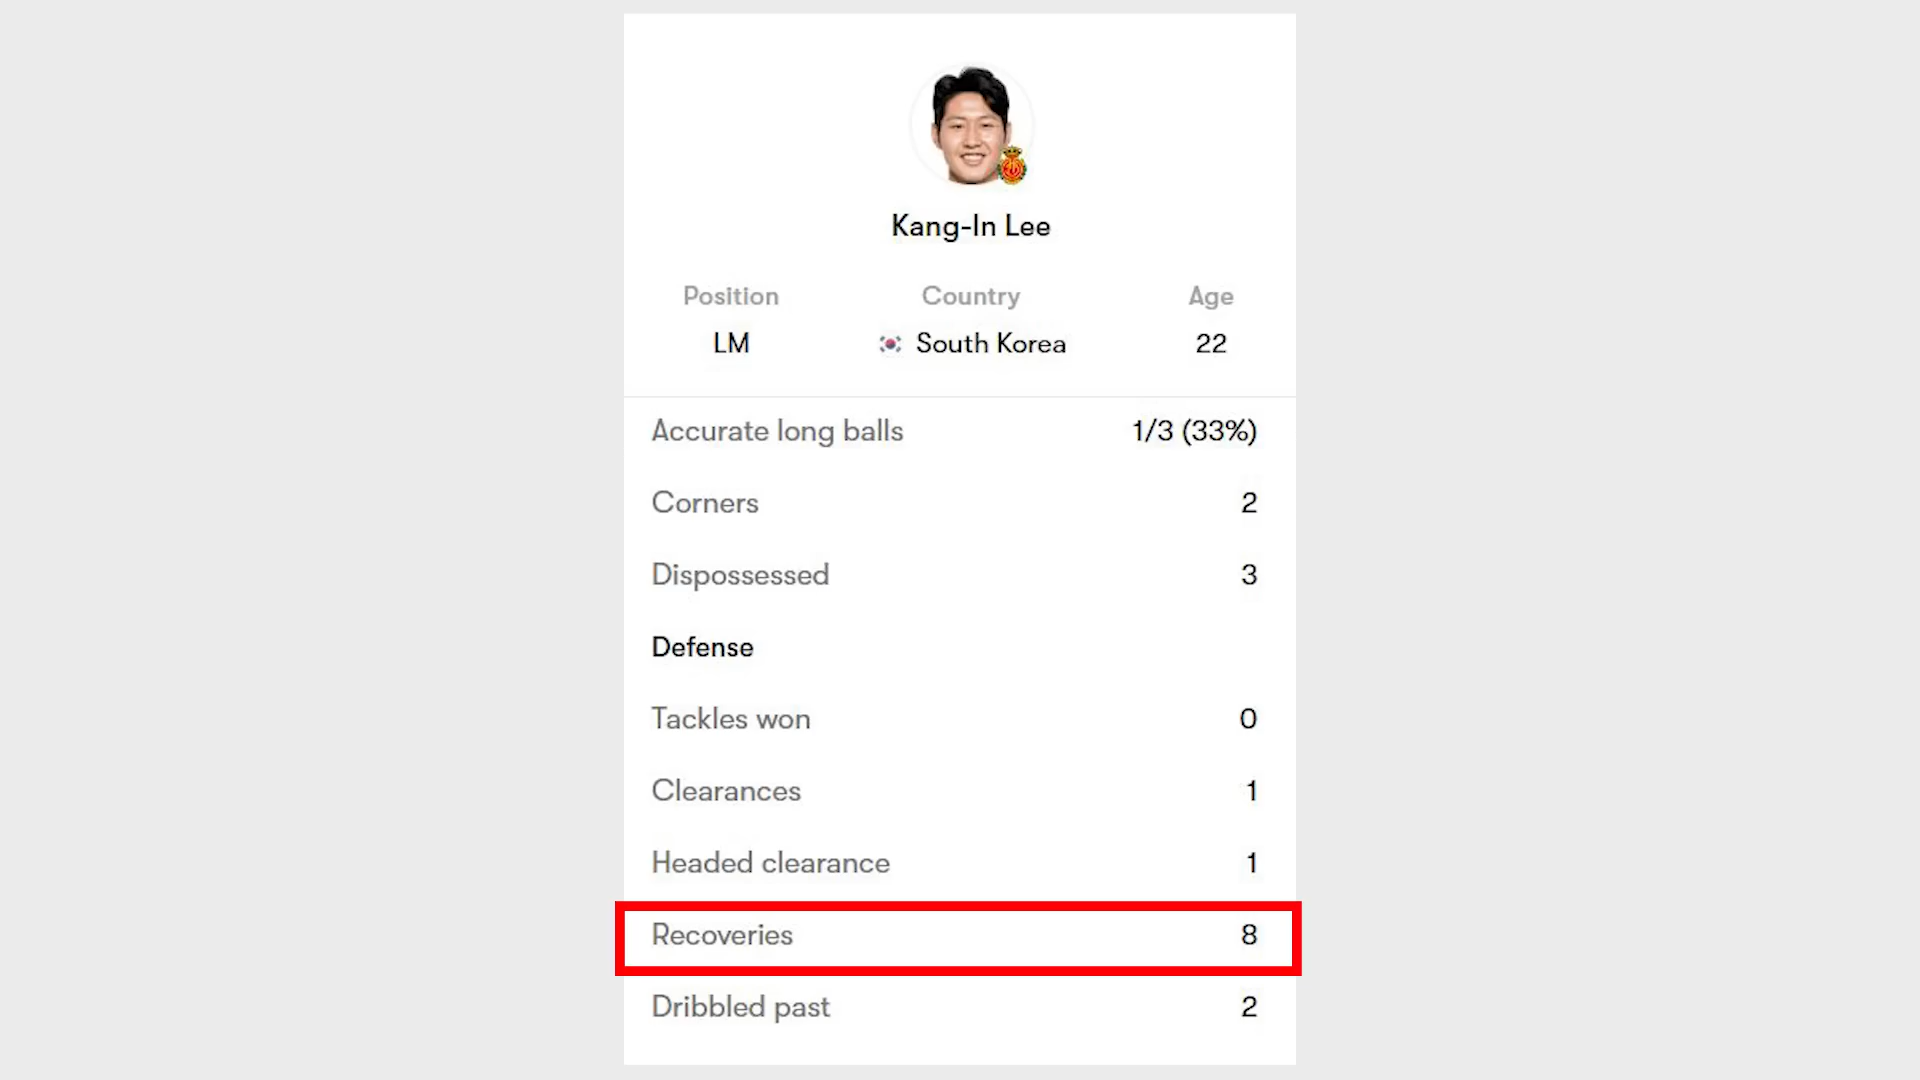 Kang-In Lee
Position Country Age
LM South Korea 22
Accurate long balls 1/3 (33%)
Corners 2
Dispossessed 3
Defense
Tackles won 0
Clearances 1
Headed clearance 1
Recoveries 8
Dribbled past 2